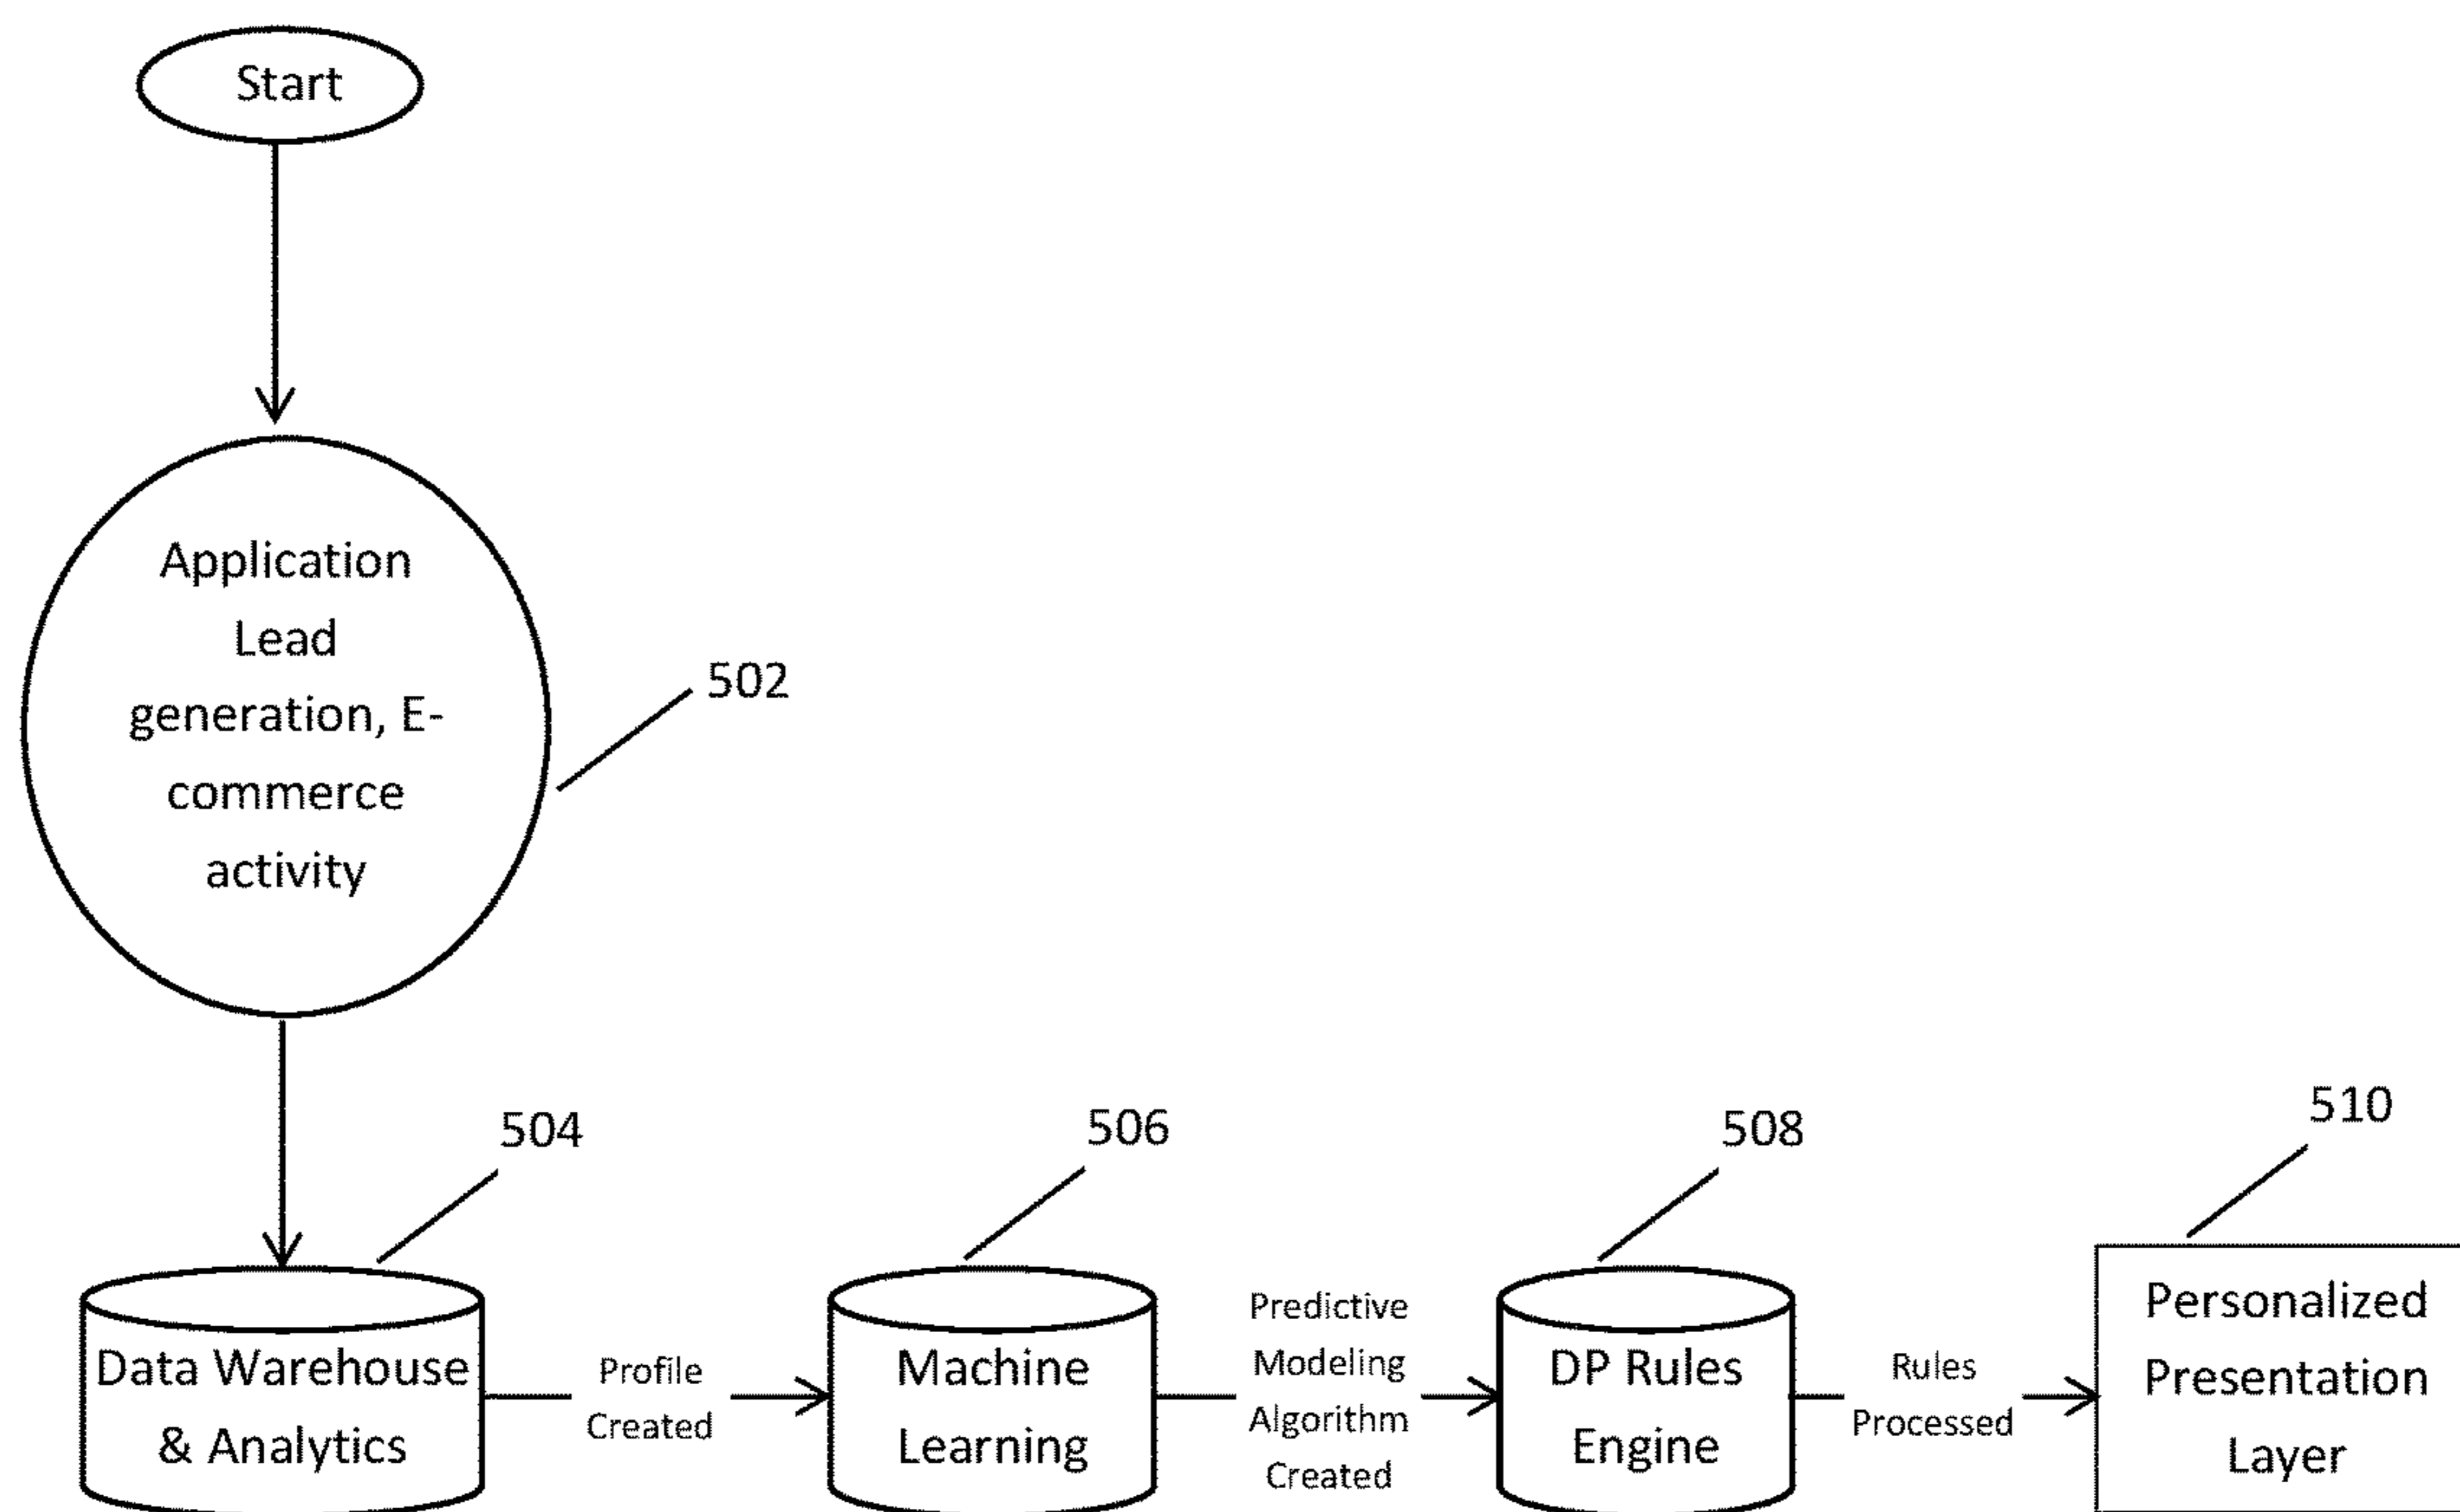 Start
Application
Lead
generation, E-
commerce
activity
502
504
506
508
510
Data Warehouse
& Analytics
Profile
Created
Machine
Learning
Predictive
Modeling
Algorithm
Created
DP Rules
Engine
Rules
Processed
Personalized
Presentation
Layer